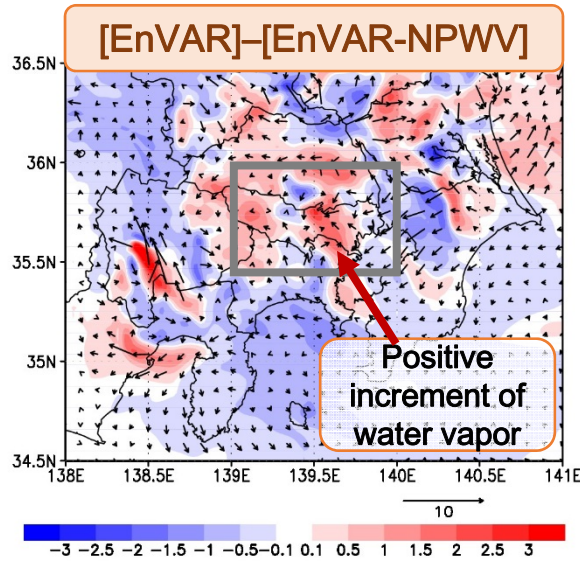 [EnVAR]–[EnVAR-NPWV]
36.5N
36N
35.5N
35N
34.5N
Positive
increment of
water vapor
138E 138.5E 139E 139.5E 140E 140.5E 141E
10
−3 −2.5 −2 −1.5 −1 −0.5 −0.1 0.1 0.5 1 1.5 2 2.5 3